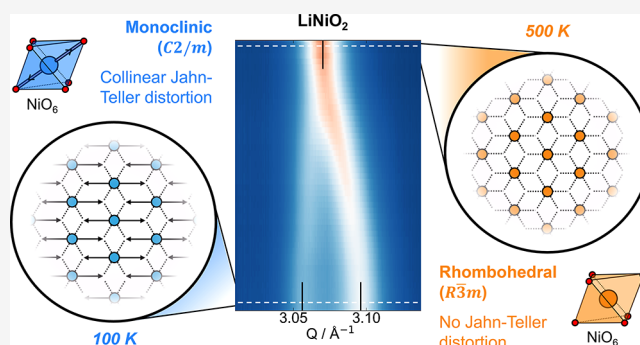 Monoclinic
(C2/m)
Collinear Jahn-
Teller distortion
NiO₆
100 K
LiNiO₂
3.05
3.10
Q / Å⁻¹
500 K
Rhombohedral
(R3̅m)
No Jahn-Teller
distortion
NiO₆